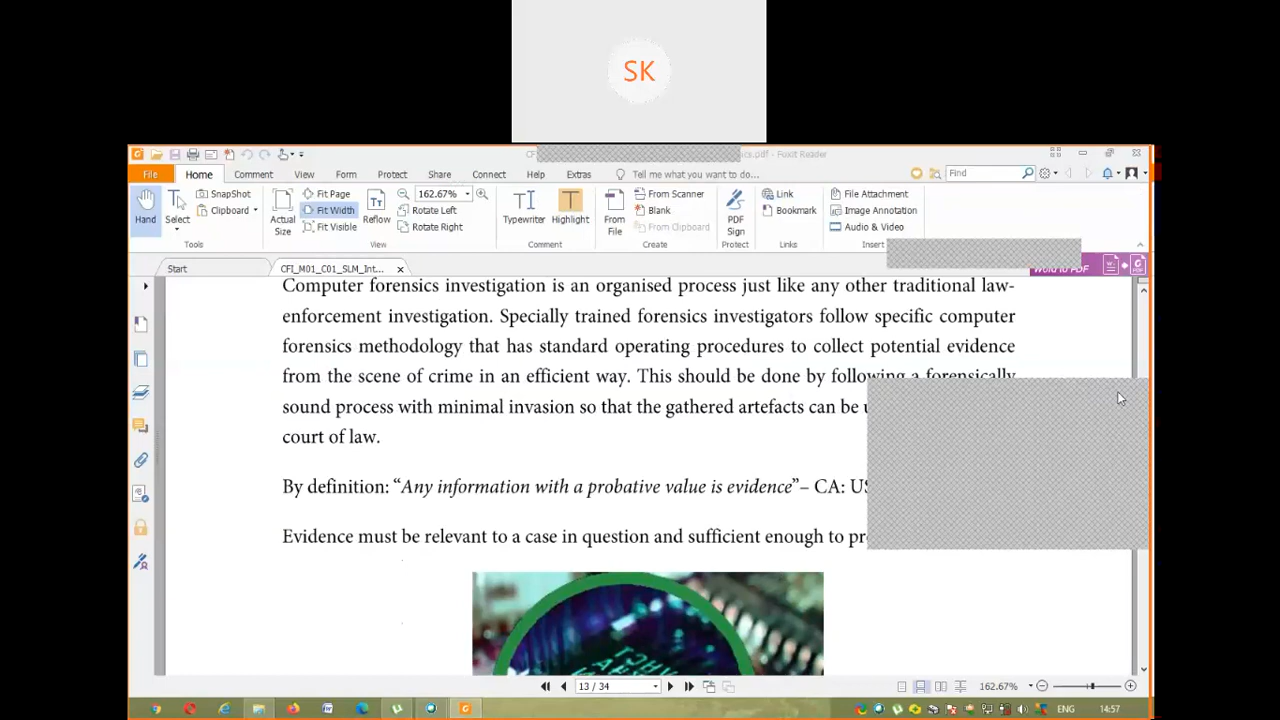 SK
.pdf - Foxit Reader
File Home Comment View Form Protect Share Connect Help Extras Tell me what you want to do... Find
Hand
Select
SnapShot
Clipboard
Actual Size
Fit Page
Fit Width
Fit Visible
Reflow
162.67%
Rotate Left
Rotate Right
Typewriter
Highlight
From File
From Scanner
Blank
From Clipboard
PDF Sign
Link
Bookmark
File Attachment
Image Annotation
Audio & Video
Tools View Comment Create Protect Links Insert
Start CFI_M01_C01_SLM_Int...
Computer forensics investigation is an organised process just like any other traditional law-
enforcement investigation. Specially trained forensics investigators follow specific computer
forensics methodology that has standard operating procedures to collect potential evidence
from the scene of crime in an efficient way. This should be done by following a forensically
sound process with minimal invasion so that the gathered artefacts can be
court of law.
By definition: “Any information with a probative value is evidence”– CA: US
Evidence must be relevant to a case in question and sufficient enough to
13 / 34 162.67%
ENG 14:57